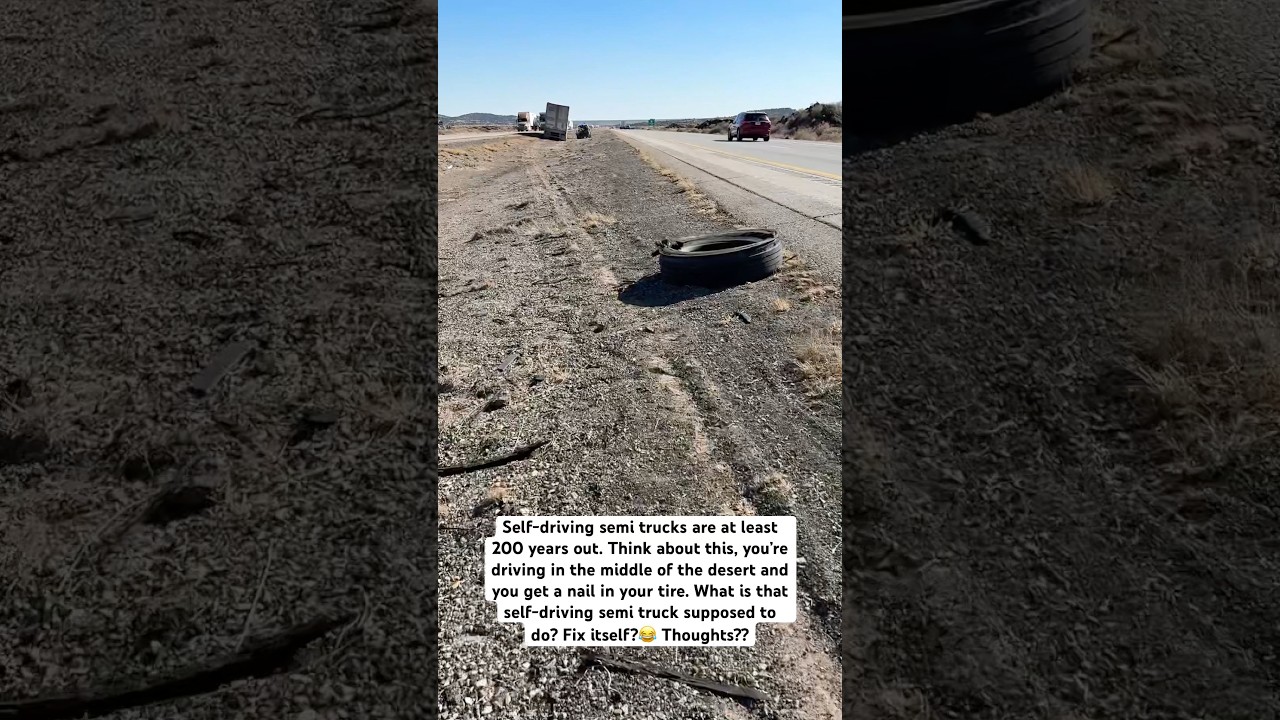 Self-driving semi trucks are at least
200 years out. Think about this, you're
driving in the middle of the desert and
you get a nail in your tire. What is that
self-driving semi truck supposed to
do? Fix itself?😂 Thoughts??